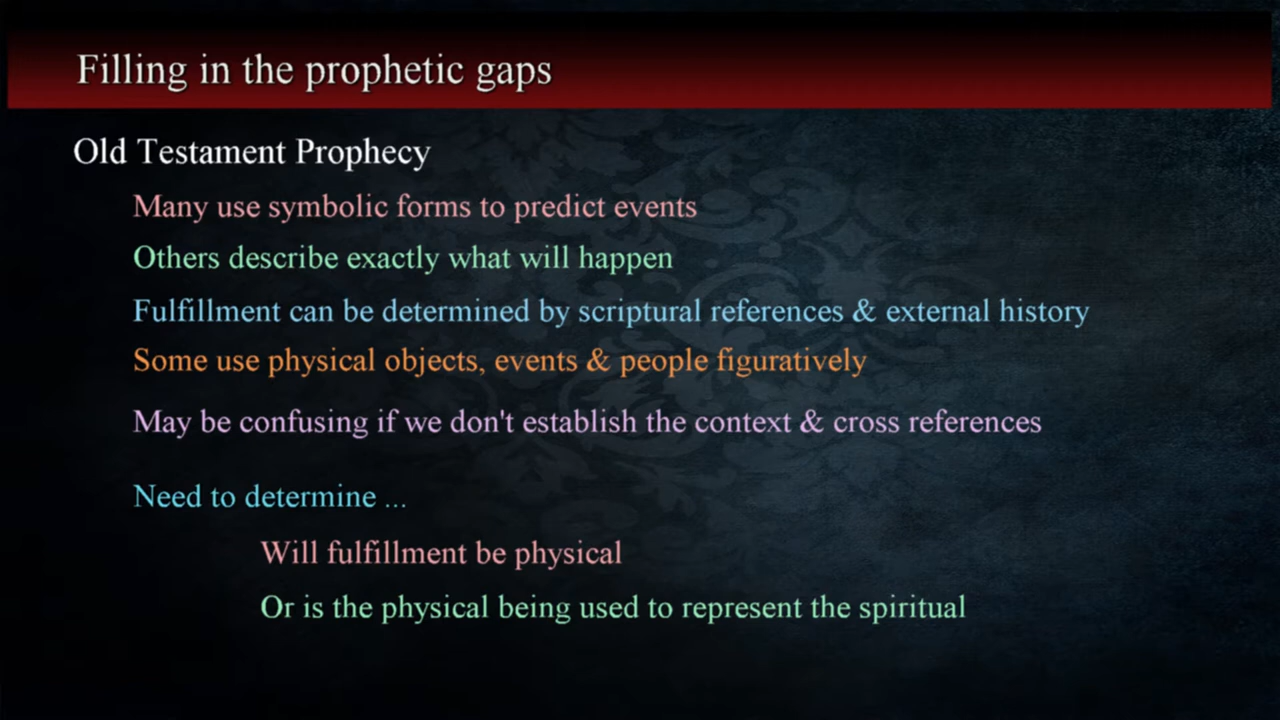 Filling in the prophetic gaps
Old Testament Prophecy
Many use symbolic forms to predict events
Others describe exactly what will happen
Fulfillment can be determined by scriptural references & external history
Some use physical objects, events & people figuratively
May be confusing if we don't establish the context & cross references
Need to determine ...
Will fulfillment be physical
Or is the physical being used to represent the spiritual